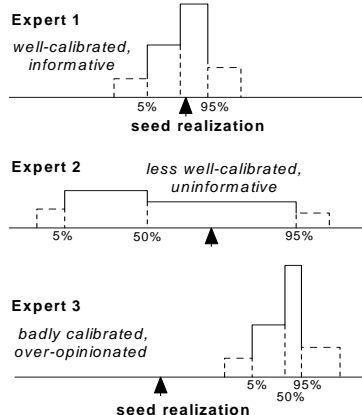 Expert 1
well-calibrated,
informative
5%
95%
seed realization
Expert 2
less well-calibrated,
uninformative
5%
50%
95%
Expert 3
badly calibrated,
over-opinionated
5%
95%
50%
seed realization